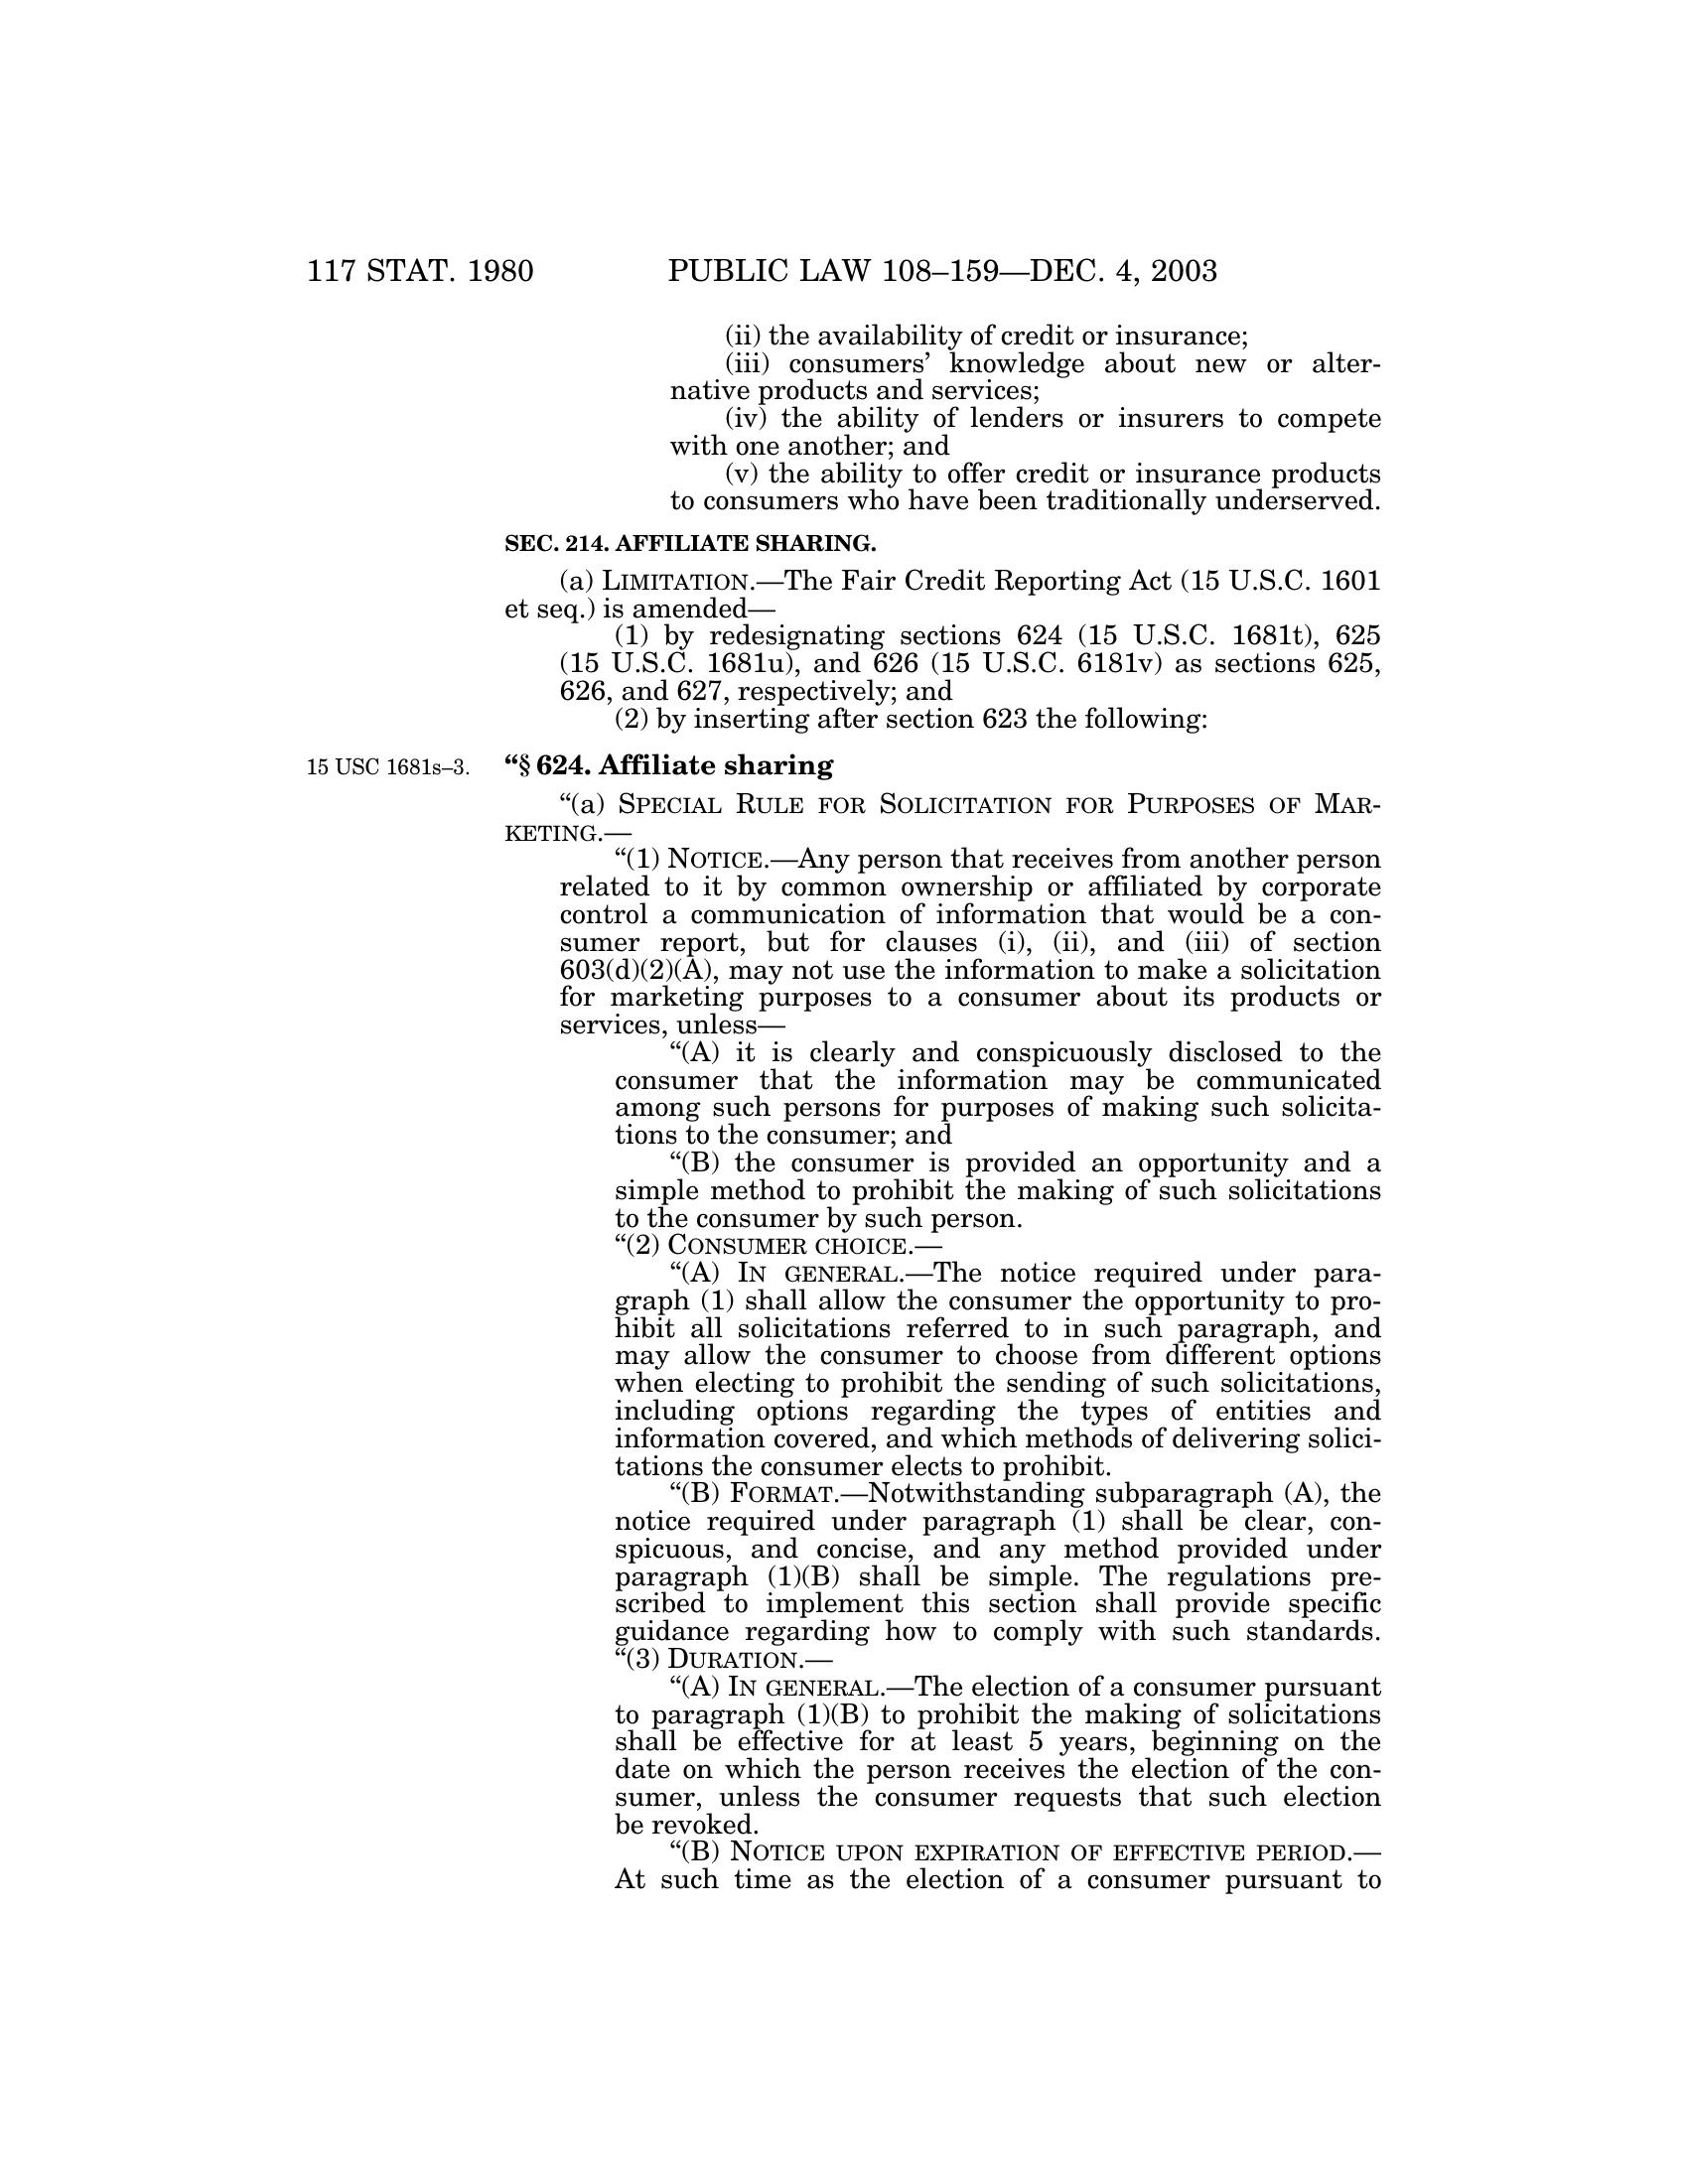 117 STAT. 1980 PUBLIC LAW 108–159—DEC. 4, 2003
(ii) the availability of credit or insurance;
(iii) consumers’ knowledge about new or alter-
native products and services;
(iv) the ability of lenders or insurers to compete
with one another; and
(v) the ability to offer credit or insurance products
to consumers who have been traditionally underserved.
SEC. 214. AFFILIATE SHARING.
(a) LIMITATION.—The Fair Credit Reporting Act (15 U.S.C. 1601
et seq.) is amended—
(1) by redesignating sections 624 (15 U.S.C. 1681t), 625
(15 U.S.C. 1681u), and 626 (15 U.S.C. 6181v) as sections 625,
626, and 627, respectively; and
(2) by inserting after section 623 the following:
15 USC 1681s–3. “§ 624. Affiliate sharing
“(a) SPECIAL RULE FOR SOLICITATION FOR PURPOSES OF MAR-
KETING.—
“(1) NOTICE.—Any person that receives from another person
related to it by common ownership or affiliated by corporate
control a communication of information that would be a con-
sumer report, but for clauses (i), (ii), and (iii) of section
603(d)(2)(A), may not use the information to make a solicitation
for marketing purposes to a consumer about its products or
services, unless—
“(A) it is clearly and conspicuously disclosed to the
consumer that the information may be communicated
among such persons for purposes of making such solicita-
tions to the consumer; and
“(B) the consumer is provided an opportunity and a
simple method to prohibit the making of such solicitations
to the consumer by such person.
“(2) CONSUMER CHOICE.—
“(A) IN GENERAL.—The notice required under para-
graph (1) shall allow the consumer the opportunity to pro-
hibit all solicitations referred to in such paragraph, and
may allow the consumer to choose from different options
when electing to prohibit the sending of such solicitations,
including options regarding the types of entities and
information covered, and which methods of delivering solici-
tations the consumer elects to prohibit.
“(B) FORMAT.—Notwithstanding subparagraph (A), the
notice required under paragraph (1) shall be clear, con-
spicuous, and concise, and any method provided under
paragraph (1)(B) shall be simple. The regulations pre-
scribed to implement this section shall provide specific
guidance regarding how to comply with such standards.
“(3) DURATION.—
“(A) IN GENERAL.—The election of a consumer pursuant
to paragraph (1)(B) to prohibit the making of solicitations
shall be effective for at least 5 years, beginning on the
date on which the person receives the election of the con-
sumer, unless the consumer requests that such election
be revoked.
“(B) NOTICE UPON EXPIRATION OF EFFECTIVE PERIOD.—
At such time as the election of a consumer pursuant to